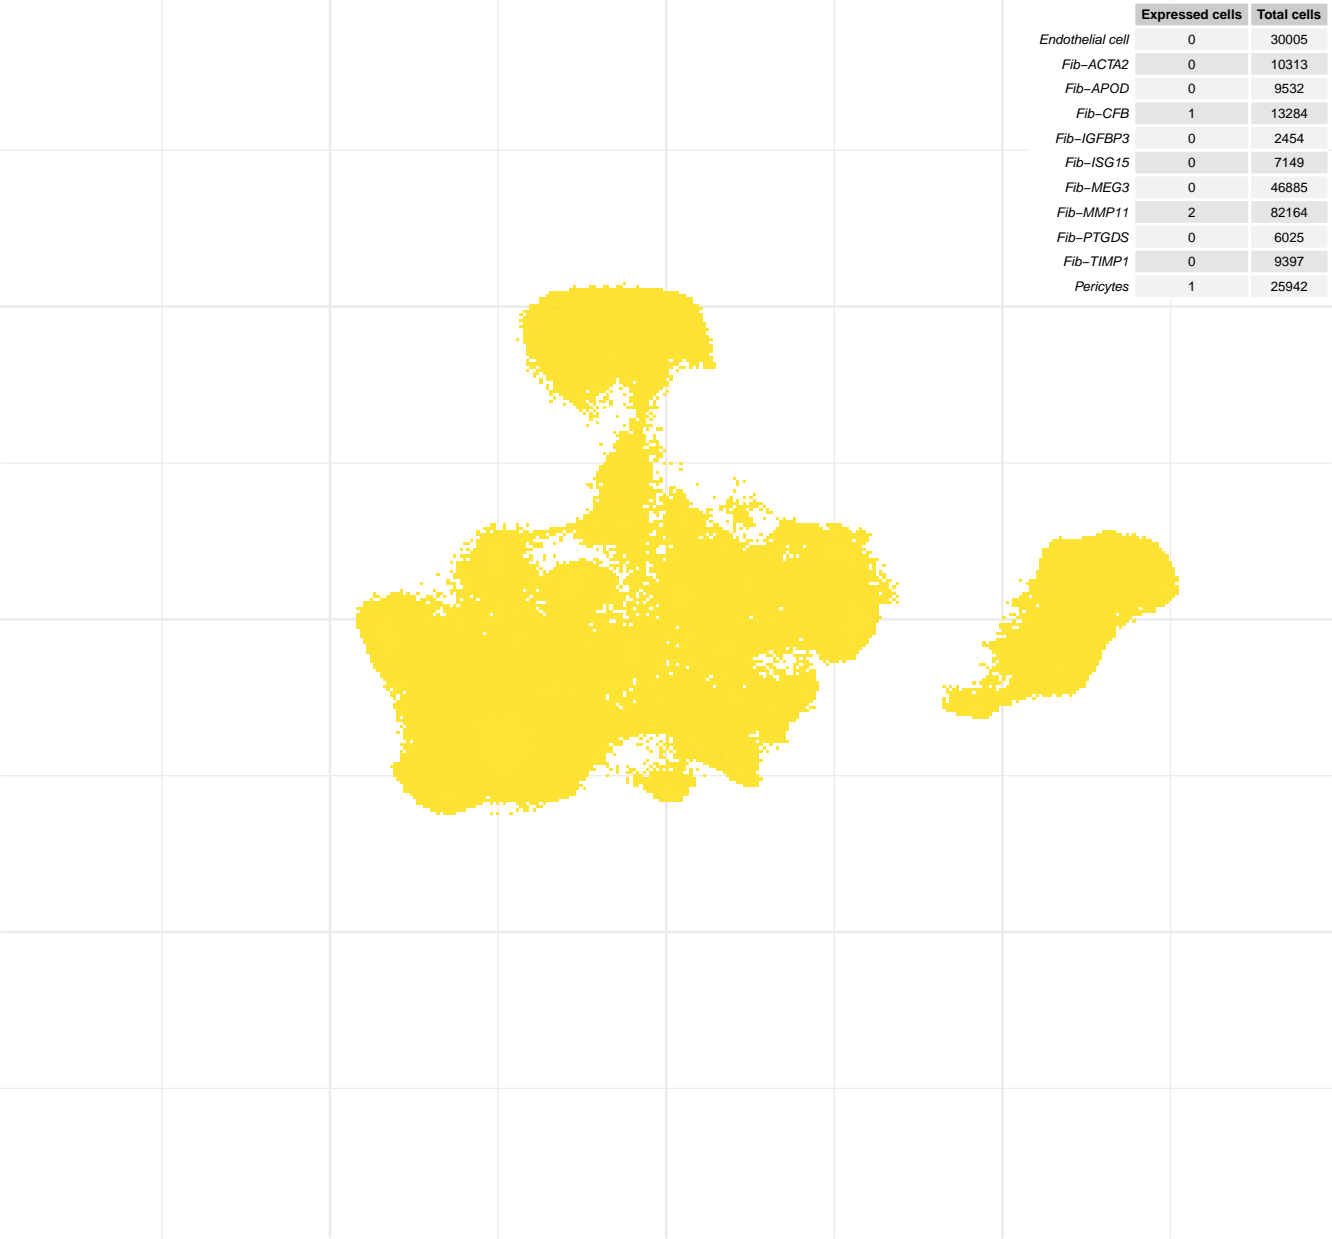 Expressed cells Total cells
Endothelial cell 0 30005
Fib−ACTA2 0 10313
Fib−APOD 0 9532
Fib−CFB 1 13284
Fib−IGFBP3 0 2454
Fib−ISG15 0 7149
Fib−MEG3 0 46885
Fib−MMP11 2 82164
Fib−PTGDS 0 6025
Fib−TIMP1 0 9397
Pericytes 1 25942